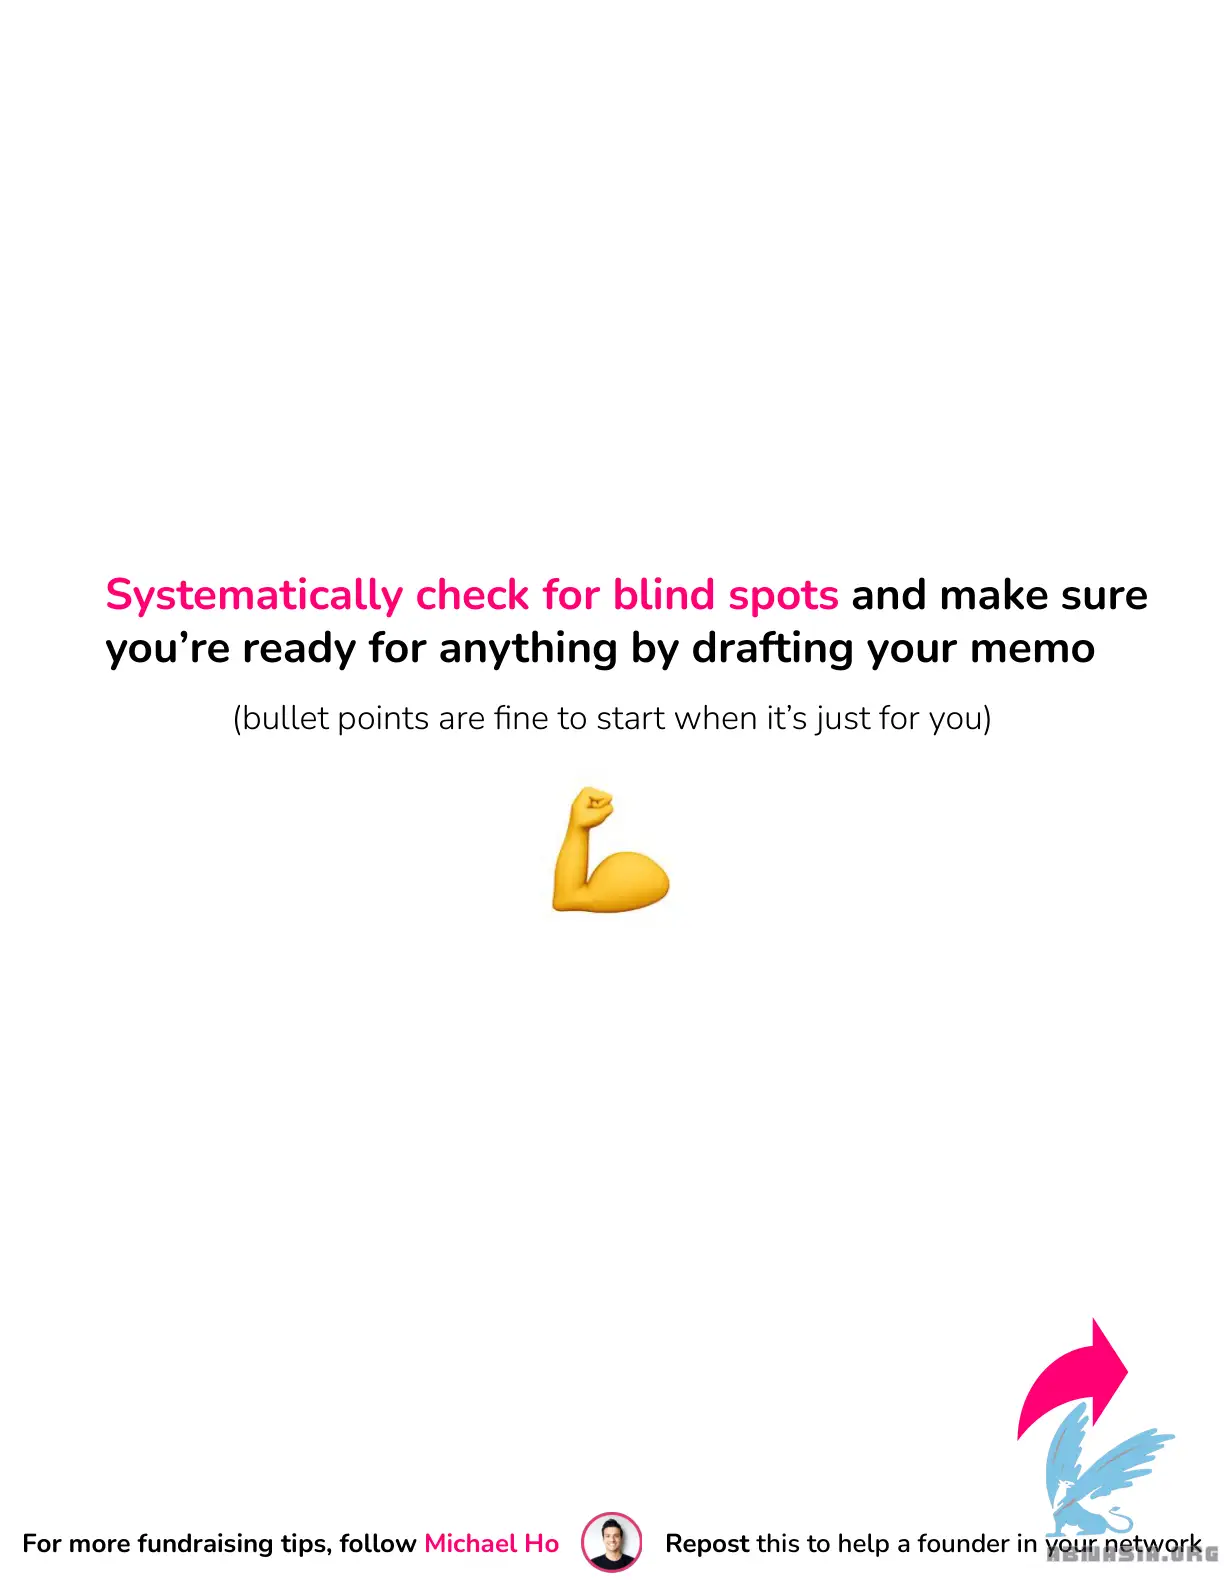 Systematically check for blind spots and make sure
you’re ready for anything by drafting your memo
(bullet points are fine to start when it’s just for you)
For more fundraising tips, follow Michael Ho
Repost this to help a founder in your network
ABMASIA.ORG